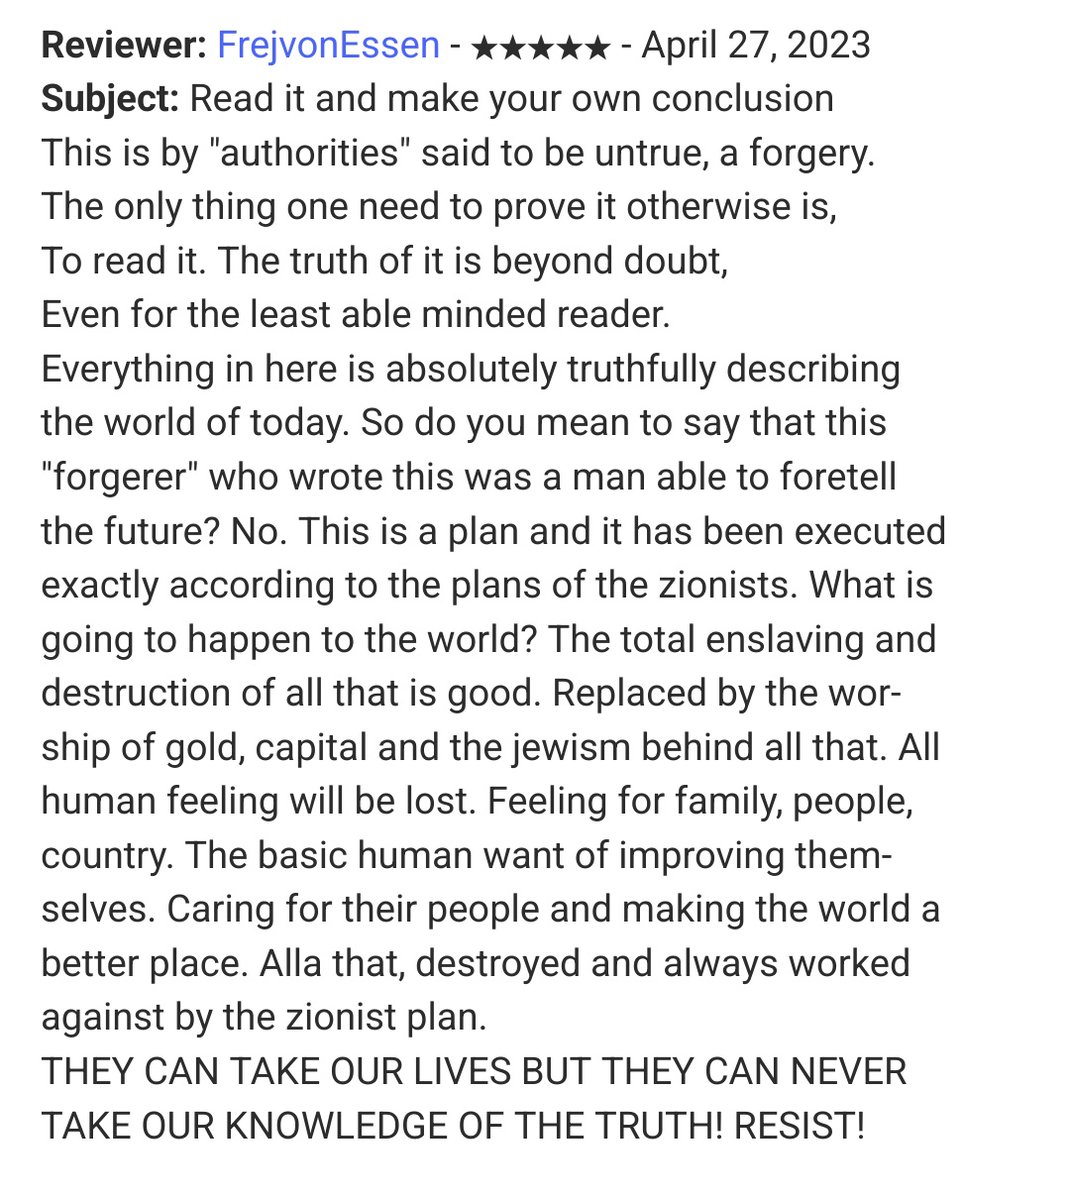 Reviewer: FrejvonEssen - ★★★★★ - April 27, 2023
Subject: Read it and make your own conclusion
This is by "authorities" said to be untrue, a forgery.
The only thing one need to prove it otherwise is,
To read it. The truth of it is beyond doubt,
Even for the least able minded reader.
Everything in here is absolutely truthfully describing
the world of today. So do you mean to say that this
"forgerer" who wrote this was a man able to foretell
the future? No. This is a plan and it has been executed
exactly according to the plans of the zionists. What is
going to happen to the world? The total enslaving and
destruction of all that is good. Replaced by the wor-
ship of gold, capital and the jewism behind all that. All
human feeling will be lost. Feeling for family, people,
country. The basic human want of improving them-
selves. Caring for their people and making the world a
better place. Alla that, destroyed and always worked
against by the zionist plan.
THEY CAN TAKE OUR LIVES BUT THEY CAN NEVER
TAKE OUR KNOWLEDGE OF THE TRUTH! RESIST!